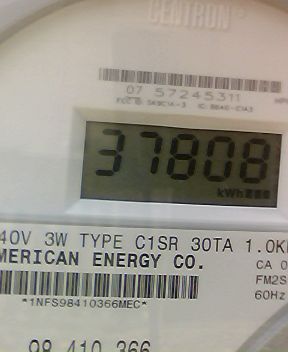 CENTRON®
07 57245311
37808
kWh
40V 3W TYPE C1SR 30TA 1.0K
MERICAN ENERGY CO.
CA 0
FM2S
60Hz
*1NFS98410366MEC*
98 410 366